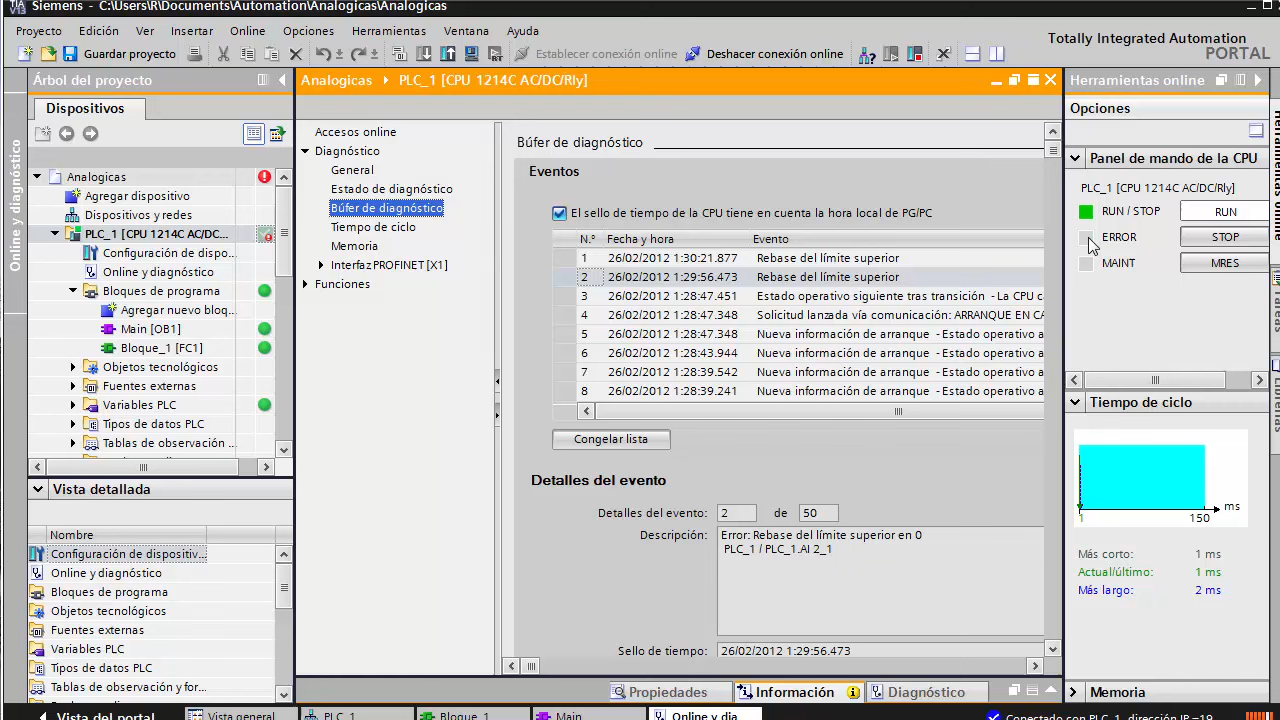 Siemens - C:\Users\R\Documents\Automation\Analogicas\Analogicas
Proyecto Edición Ver Insertar Online Opciones Herramientas Ventana Ayuda
Totally Integrated Automation
PORTAL
Guardar proyecto
Establecer conexión online
Deshacer conexión online
Árbol del proyecto
Dispositivos
Online y diagnóstico
Analogicas
Agregar dispositivo
Dispositivos y redes
PLC_1 [CPU 1214C AC/DC...
Configuración de dispo...
Online y diagnóstico
Bloques de programa
Agregar nuevo bloq...
Main [OB1]
Bloque_1 [FC1]
Objetos tecnológicos
Fuentes externas
Variables PLC
Tipos de datos PLC
Tablas de observación ...
Vista detallada
Nombre
Configuración de dispositiv...
Online y diagnóstico
Bloques de programa
Objetos tecnológicos
Fuentes externas
Variables PLC
Tipos de datos PLC
Tablas de observación y for...
Analogicas PLC_1 [CPU 1214C AC/DC/Rly]
Accesos online
Diagnóstico
General
Estado de diagnóstico
Búfer de diagnóstico
Tiempo de ciclo
Memoria
Interfaz PROFINET [X1]
Funciones
Búfer de diagnóstico
Eventos
El sello de tiempo de la CPU tiene en cuenta la hora local de PG/PC
N.º Fecha y hora Evento
1 26/02/2012 1:30:21.077 Rebase del límite superior
2 26/02/2012 1:29:56.473 Rebase del límite superior
3 26/02/2012 1:28:47.451 Estado operativo siguiente tras transición - La CPU c
4 26/02/2012 1:28:47.348 Solicitud lanzada vía comunicación: ARRANQUE EN CA
5 26/02/2012 1:28:47.348 Nueva información de arranque - Estado operativo a
6 26/02/2012 1:28:43.944 Nueva información de arranque - Estado operativo a
7 26/02/2012 1:28:39.542 Nueva información de arranque - Estado operativo a
8 26/02/2012 1:28:39.241 Nueva información de arranque - Estado operativo a
Congelar lista
Detalles del evento
Detalles del evento: 2 de 50
Descripción: Error: Rebase del límite superior en 0
PLC_1 / PLC_1.AI 2_1
Sello de tiempo: 26/02/2012 1:29:56.473
Propiedades Información Diagnóstico
Herramientas online
Opciones
Panel de mando de la CPU
PLC_1 [CPU 1214C AC/DC/Rly]
RUN / STOP RUN
ERROR STOP
MAINT MRES
Tiempo de ciclo
ms
1 150
Más corto: 1 ms
Actual/último: 1 ms
Más largo: 2 ms
Memoria
Herramientas online
Vista del portal Vista general PLC_1 Bloque_1 Main Online y dia...
Conectado con PLC_1, dirección IP =19